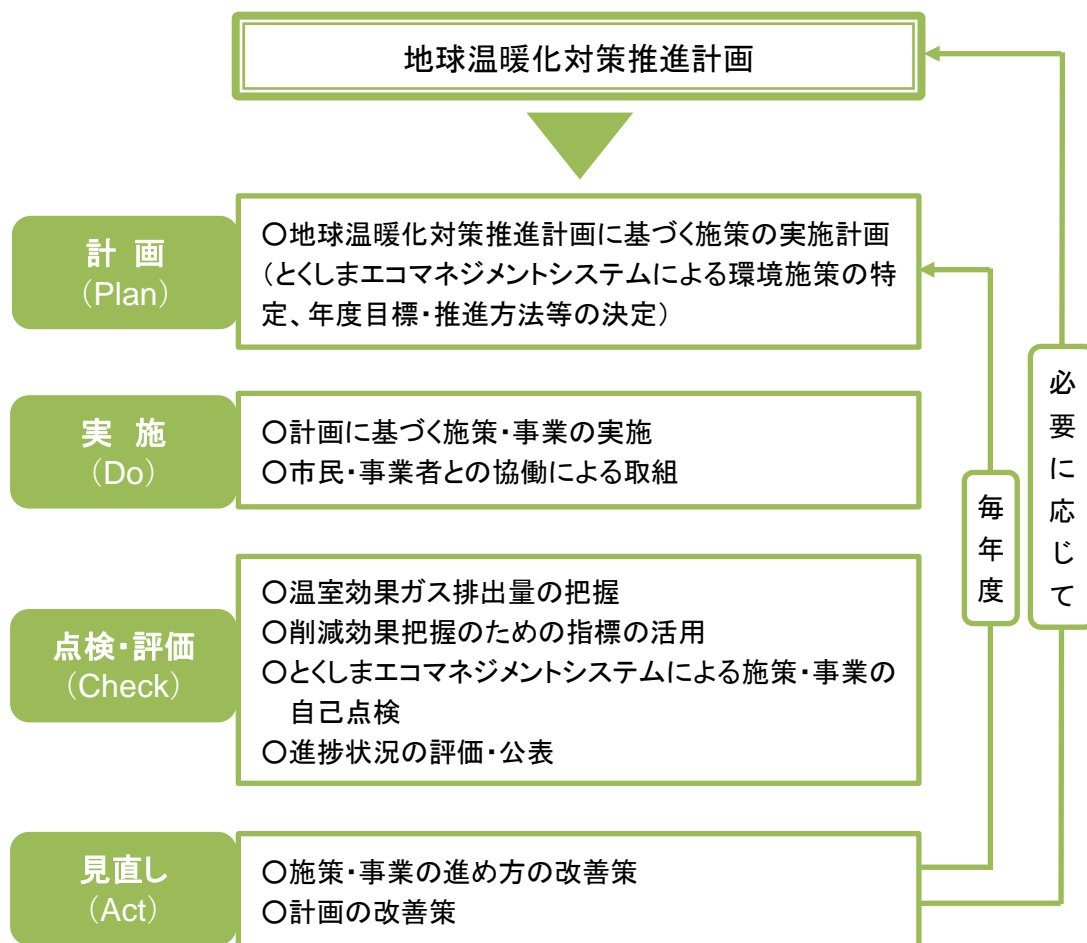 地球温暖化対策推進計画
計 画
（Plan）
○地球温暖化対策推進計画に基づく施策の実施計画
（とくしまエコマネジメントシステムによる環境施策の特
定、年度目標・推進方法等の決定）
実 施
（Do）
○計画に基づく施策・事業の実施
○市民・事業者との協働による取組
点検・評価
（Check）
○温室効果ガス排出量の把握
○削減効果把握のための指標の活用
○とくしまエコマネジメントシステムによる施策・事業の
自己点検
○進捗状況の評価・公表
見直し
（Act）
○施策・事業の進め方の改善策
○計画の改善策
毎年度
必要に応じて